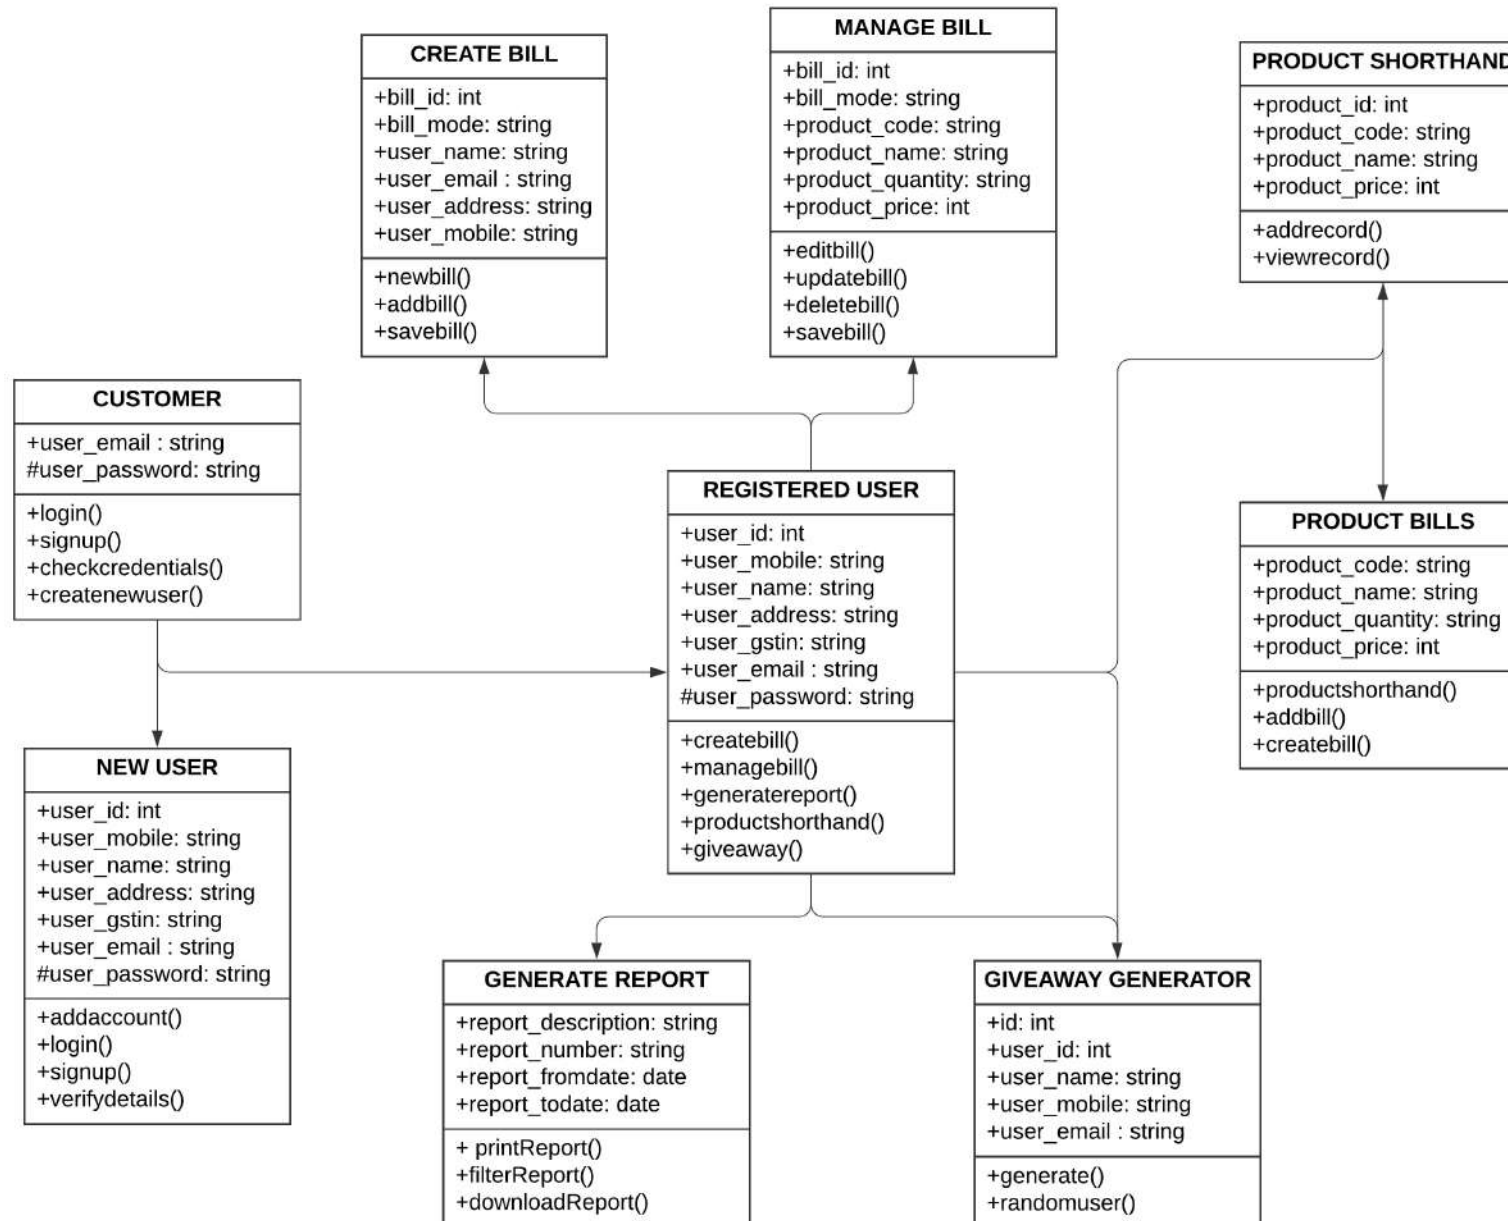 CREATE BILL
+bill_id: int
+bill_mode: string
+user_name: string
+user_email : string
+user_address: string
+user_mobile: string
+newbill()
+addbill()
+savebill()
MANAGE BILL
+bill_id: int
+bill_mode: string
+product_code: string
+product_name: string
+product_quantity: string
+product_price: int
+editbill()
+updatebill()
+deletebill()
+savebill()
PRODUCT SHORTHAND
+product_id: int
+product_code: string
+product_name: string
+product_price: int
+addrecord()
+viewrecord()
CUSTOMER
+user_email : string
#user_password: string
+login()
+signup()
+checkcredentials()
+createnewuser()
REGISTERED USER
+user_id: int
+user_mobile: string
+user_name: string
+user_address: string
+user_gstin: string
+user_email : string
#user_password: string
+createbill()
+managebill()
+generatereport()
+productshorthand()
+giveaway()
PRODUCT BILLS
+product_code: string
+product_name: string
+product_quantity: string
+product_price: int
+productshorthand()
+addbill()
+createbill()
NEW USER
+user_id: int
+user_mobile: string
+user_name: string
+user_address: string
+user_gstin: string
+user_email : string
#user_password: string
+addaccount()
+login()
+signup()
+verifydetails()
GENERATE REPORT
+report_description: string
+report_number: string
+report_fromdate: date
+report_todate: date
+ printReport()
+filterReport()
+downloadReport()
GIVEAWAY GENERATOR
+id: int
+user_id: int
+user_name: string
+user_mobile: string
+user_email : string
+generate()
+randomuser()